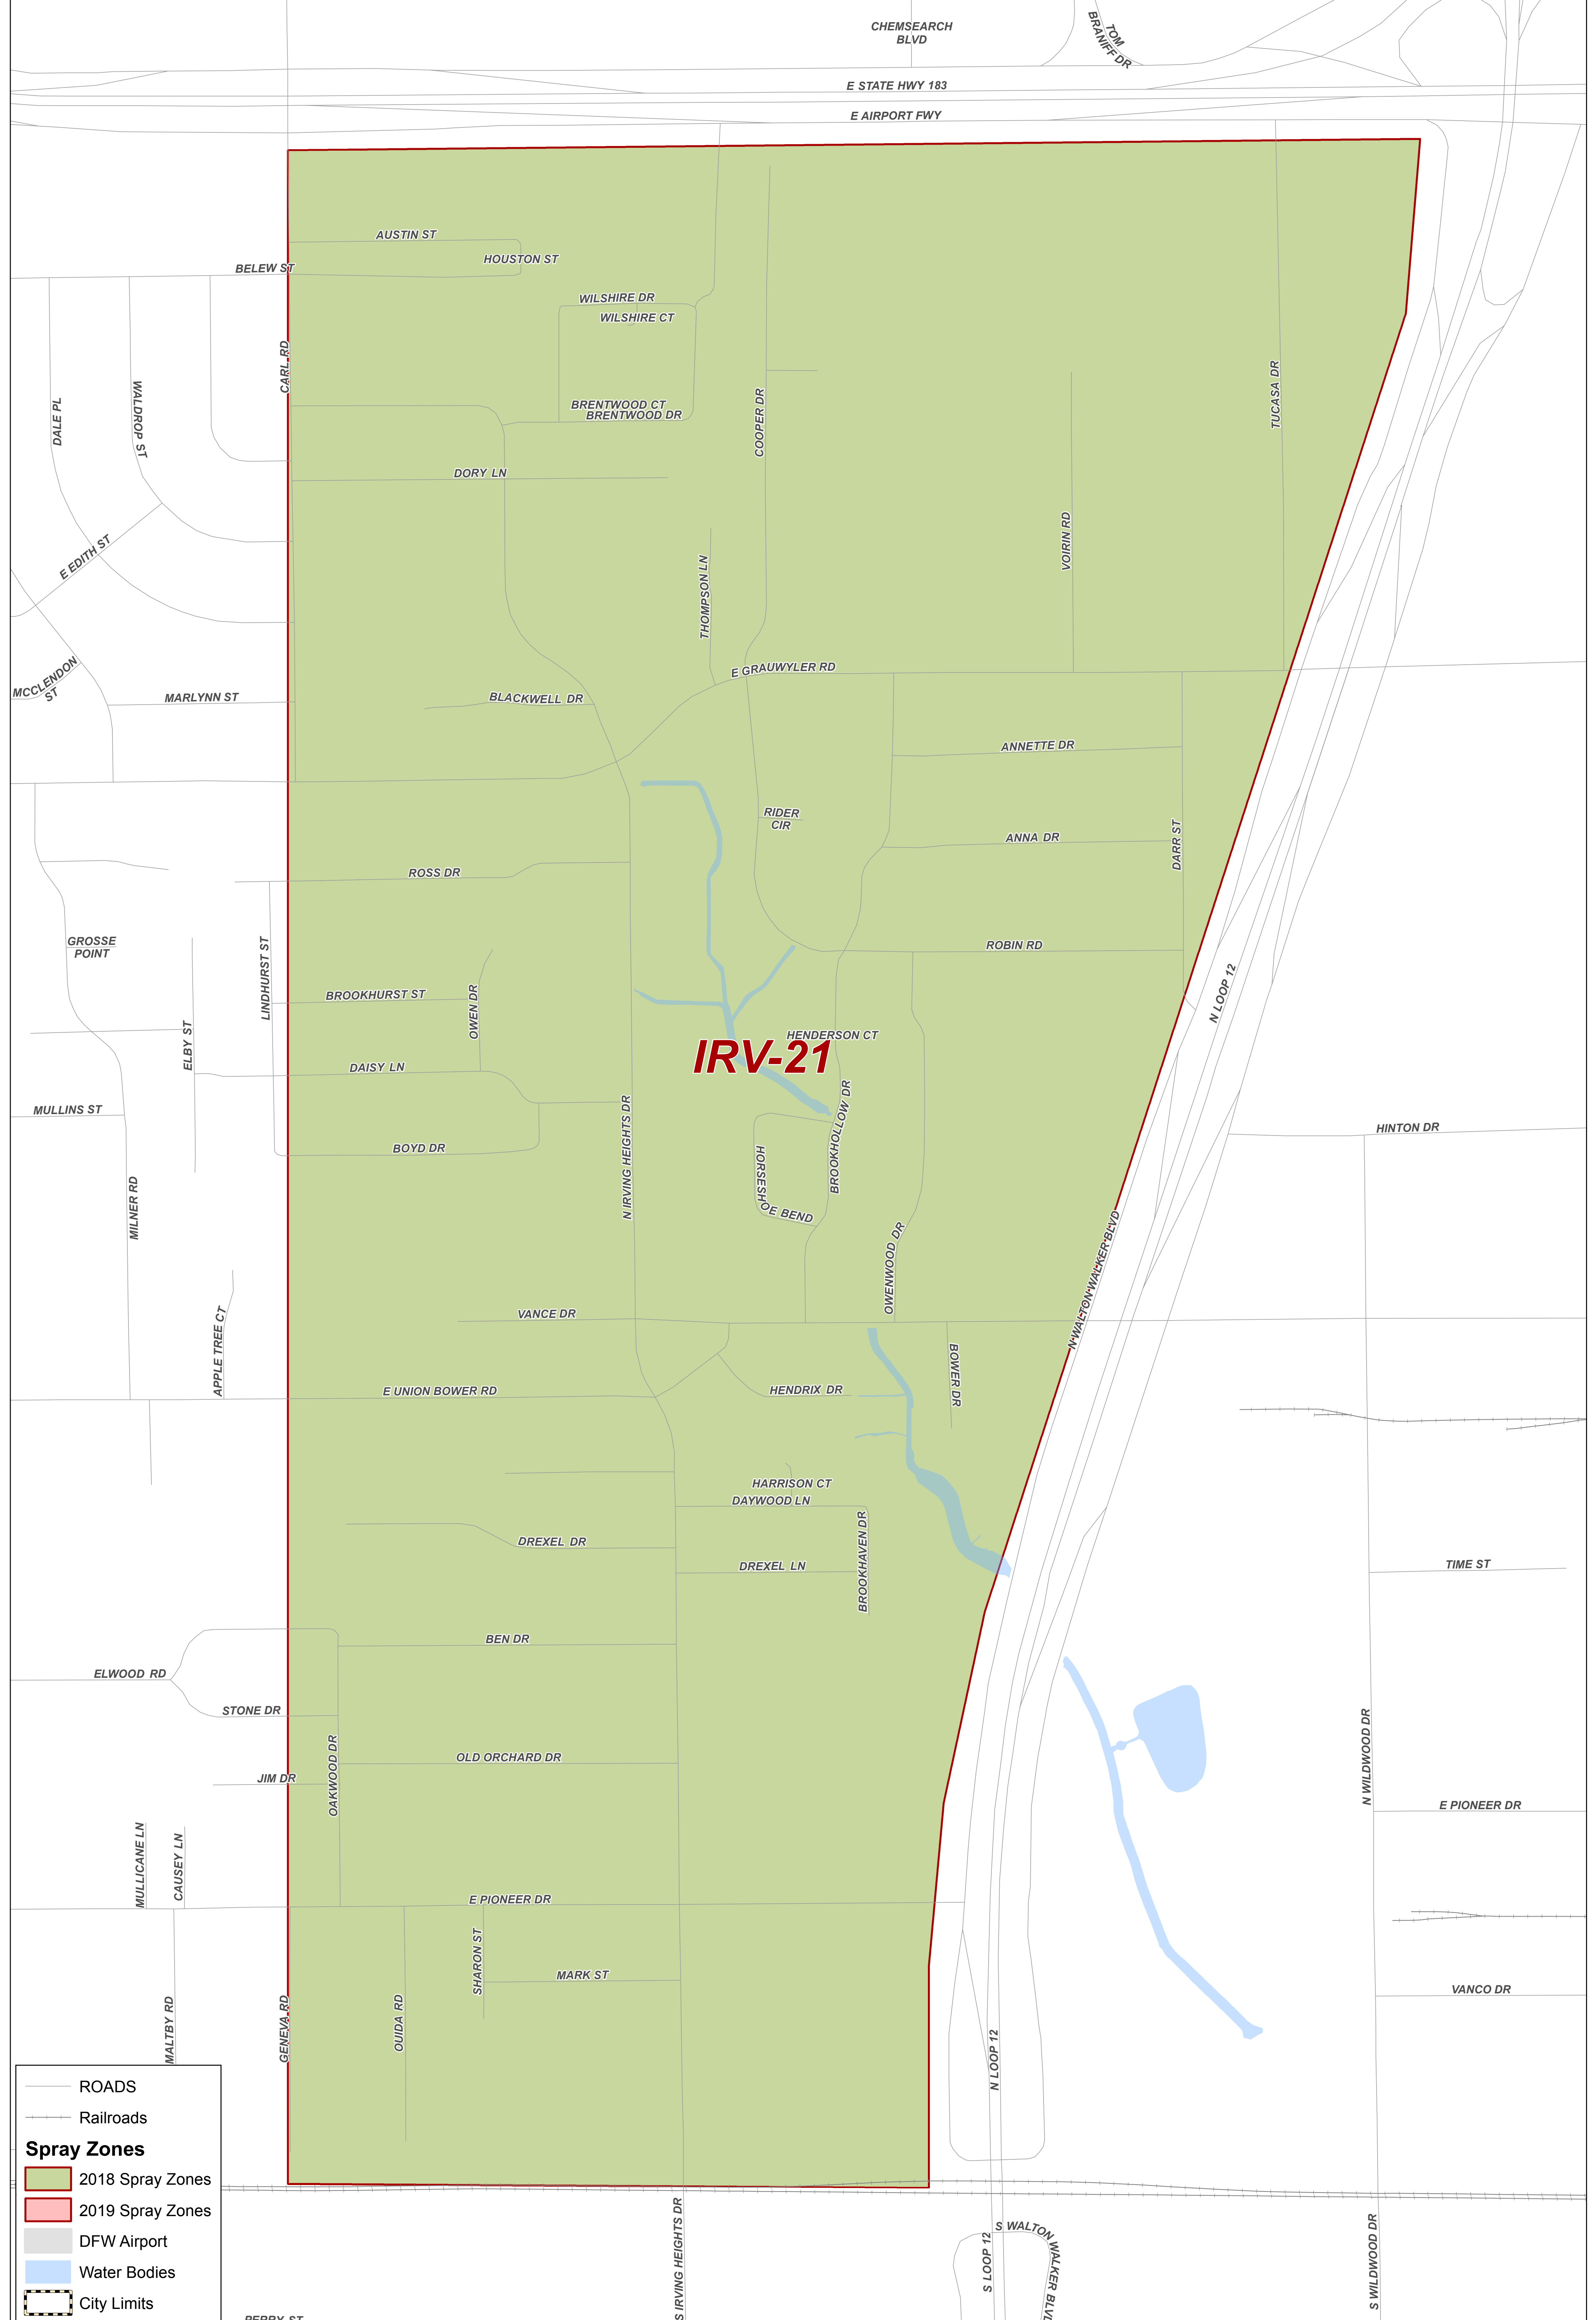 CHEMSEARCH
BLVD
TOM
BRANIFF DR
E STATE HWY 183
E AIRPORT FWY
AUSTIN ST
HOUSTON ST
BELEW ST
WILSHIRE DR
WILSHIRE CT
CARL RD
DALE PL
WALDROP ST
BRENTWOOD CT
BRENTWOOD DR
COOPER DR
TUCASA DR
DORY LN
E EDITH ST
THOMPSON LN
VOIRIN RD
MCCLENDON
ST
E GRAUWYLER RD
MARLYNN ST
BLACKWELL DR
ANNETTE DR
RIDER
CIR
ANNA DR
DARR ST
ROSS DR
GROSSE
POINT
LINDHURST ST
ROBIN RD
BROOKHURST ST
OWEN DR
N LOOP 12
ELBY ST
HENDERSON CT
IRV-21
DAISY LN
MULLINS ST
N IRVING HEIGHTS DR
BROOKHOLLOW DR
HINTON DR
BOYD DR
HORSESHOE BEND
MILNER RD
OWENWOOD DR
N WALTON WALKER BLVD
VANCE DR
APPLE TREE CT
BOWER DR
E UNION BOWER RD
HENDRIX DR
HARRISON CT
DAYWOOD LN
DREXEL DR
BROOKHAVEN DR
DREXEL LN
TIME ST
BEN DR
ELWOOD RD
STONE DR
OAKWOOD DR
OLD ORCHARD DR
N WILDWOOD DR
JIM DR
E PIONEER DR
MULLICANE LN
CAUSEY LN
E PIONEER DR
SHARON ST
MARK ST
VANCO DR
MALTBY RD
GENEVA RD
OUIDA RD
N LOOP 12
ROADS
Railroads
Spray Zones
2018 Spray Zones
2019 Spray Zones
DFW Airport
Water Bodies
City Limits
S IRVING HEIGHTS DR
S LOOP 12
S WALTON WALKER BLVD
S WILDWOOD DR
PERRY ST